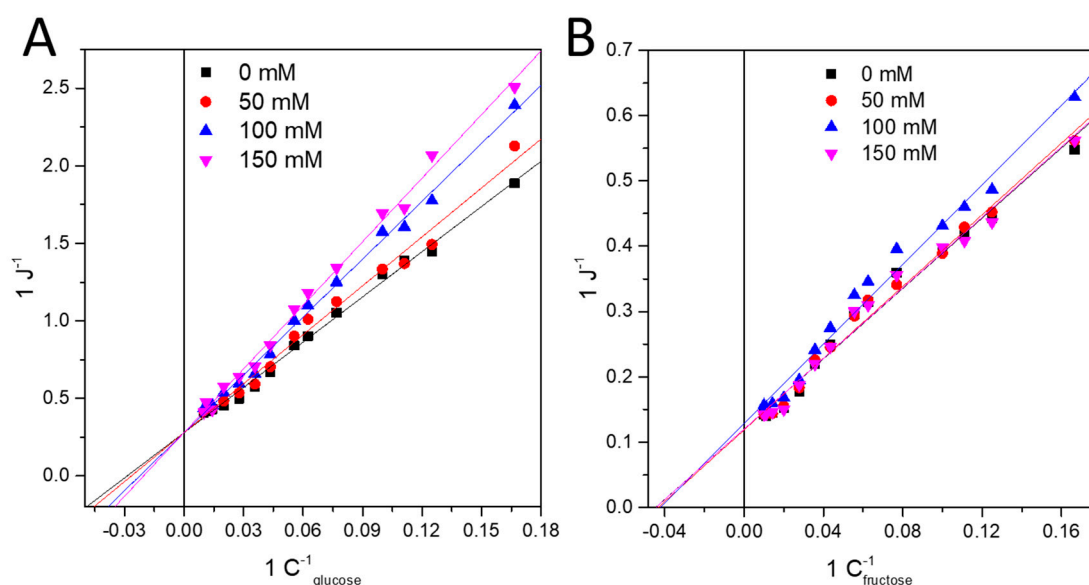 A
0 mM
50 mM
100 mM
150 mM
2.5
2.0
1.5
1.0
0.5
0.0
1 J-1
-0.03 0.00 0.03 0.06 0.09 0.12 0.15 0.18
1 C-1 glucose
B
0 mM
50 mM
100 mM
150 mM
0.7
0.6
0.5
0.4
0.3
0.2
0.1
0.0
1 J-1
-0.04 0.00 0.04 0.08 0.12 0.16
1 C-1 fructose